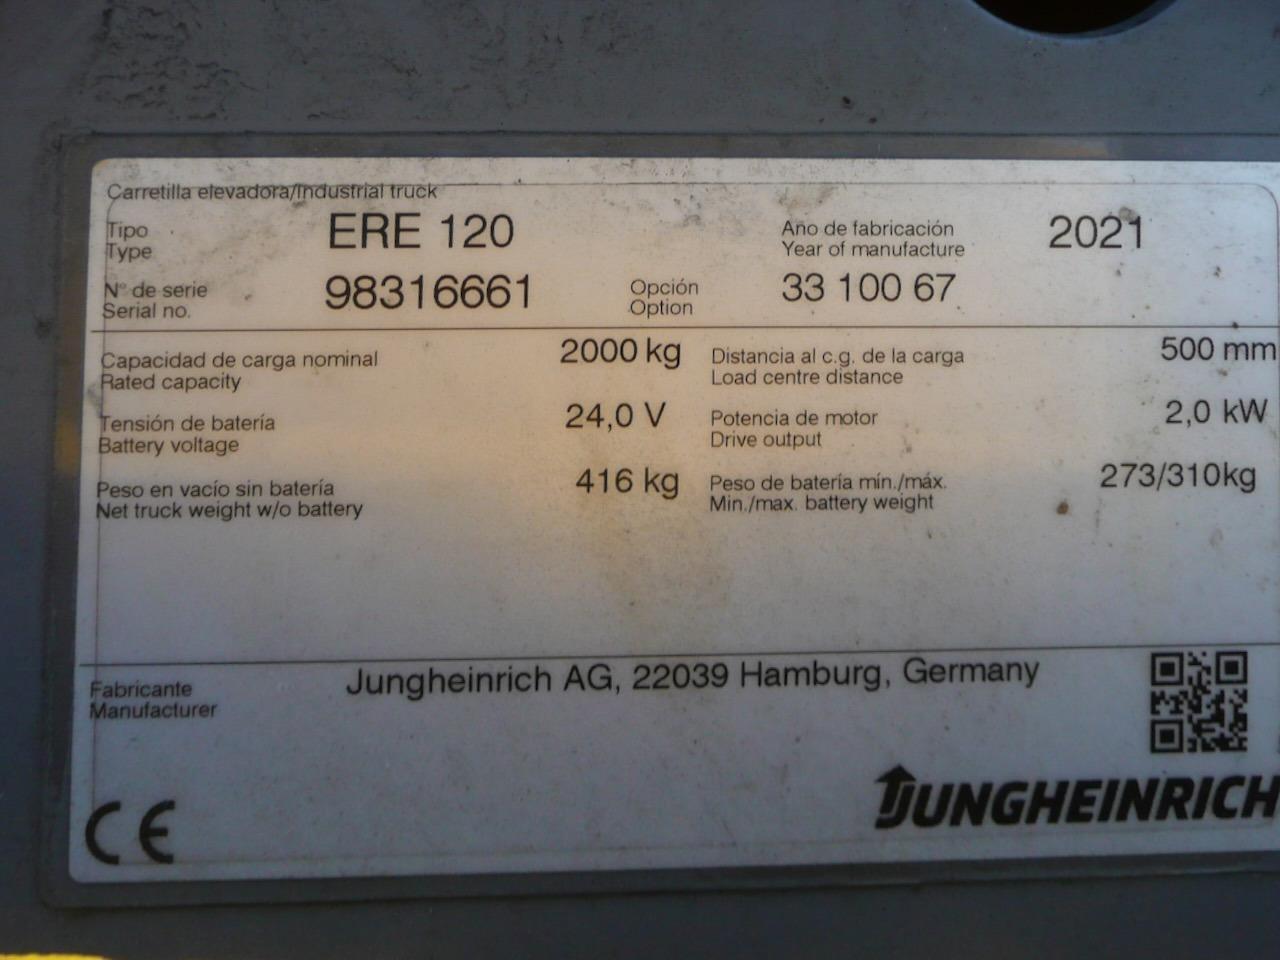 Carretilla elevadora/Industrial truck
Tipo
Type
ERE 120
Ano de fabricación
Year of manufacture
2021
N° de serie
Serial no.
98316661
Opción
Option
33 100 67
Capacidad de carga nominal
Rated capacity
2000 kg
Distancia al c.g. de la carga
Load centre distance
500 mm
Tensión de batería
Battery voltage
24,0 V
Potencia de motor
Drive output
2,0 kW
Peso en vacío sin batería
Net truck weight w/o battery
416 kg
Peso de batería mín./máx.
Min./max. battery weight
273/310kg
Fabricante
Manufacturer
Jungheinrich AG, 22039 Hamburg, Germany
CE
JUNGHEINRICH